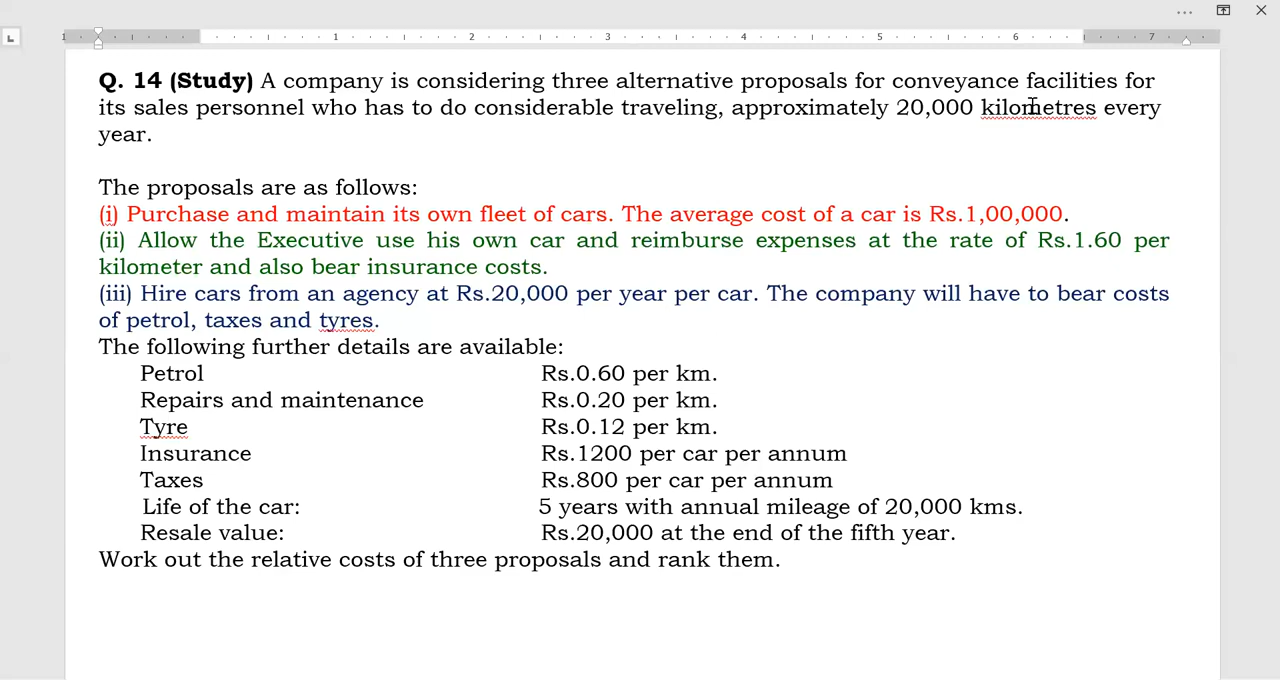 1 1 2 3 4 5 6 7
Q. 14 (Study) A company is considering three alternative proposals for conveyance facilities for
its sales personnel who has to do considerable traveling, approximately 20,000 kilometres every
year.
The proposals are as follows:
(i) Purchase and maintain its own fleet of cars. The average cost of a car is Rs.1,00,000.
(ii) Allow the Executive use his own car and reimburse expenses at the rate of Rs.1.60 per
kilometer and also bear insurance costs.
(iii) Hire cars from an agency at Rs.20,000 per year per car. The company will have to bear costs
of petrol, taxes and tyres.
The following further details are available:
Petrol Rs.0.60 per km.
Repairs and maintenance Rs.0.20 per km.
Tyre Rs.0.12 per km.
Insurance Rs.1200 per car per annum
Taxes Rs.800 per car per annum
Life of the car: 5 years with annual mileage of 20,000 kms.
Resale value: Rs.20,000 at the end of the fifth year.
Work out the relative costs of three proposals and rank them.